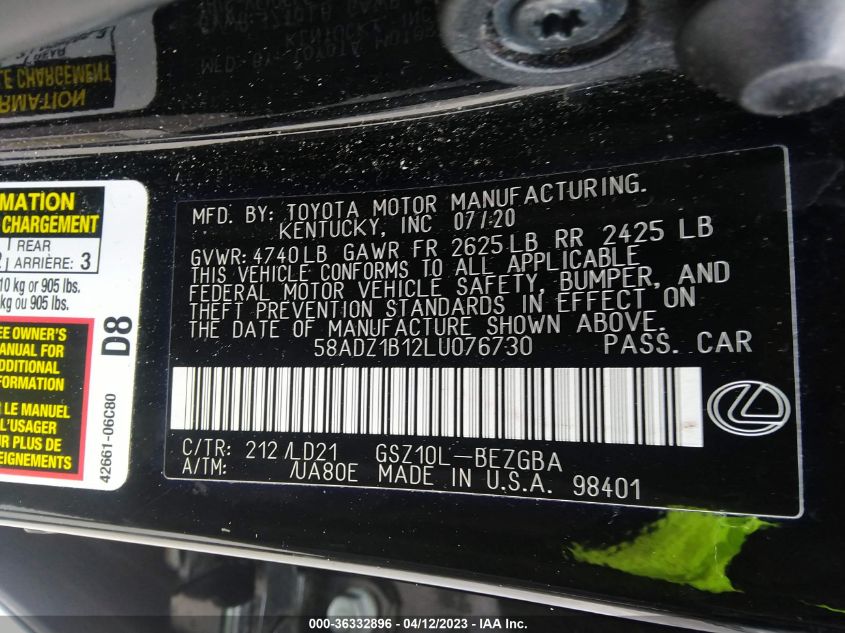 MATION
CHARGEMENT
REAR
ARRIÈRE: 3
10 kg or 905 lbs.
kg ou 905 lbs.
EE OWNER'S
MANUAL FOR
ADDITIONAL
INFORMATION
LE MANUEL
L'USAGER
R PLUS DE
SEIGNEMENTS
D8
42661-06C80
MFD. BY: TOYOTA MOTOR MANUFACTURING.
KENTUCKY, INC 07/20
GVWR: 4740LB GAWR FR 2625LB RR 2425 LB
THIS VEHICLE CONFORMS TO ALL APPLICABLE
FEDERAL MOTOR VEHICLE SAFETY, BUMPER, AND
THEFT PREVENTION STANDARDS IN EFFECT ON
THE DATE OF MANUFACTURE SHOWN ABOVE.
58ADZ1B12LU076730 PASS. CAR
C/TR: 212 /LD21 GSZ10L-BEZGBA
A/TM: /UA80E MADE IN U.S.A. 98401
000-36332896 - 04/12/2023 - IAA Inc.